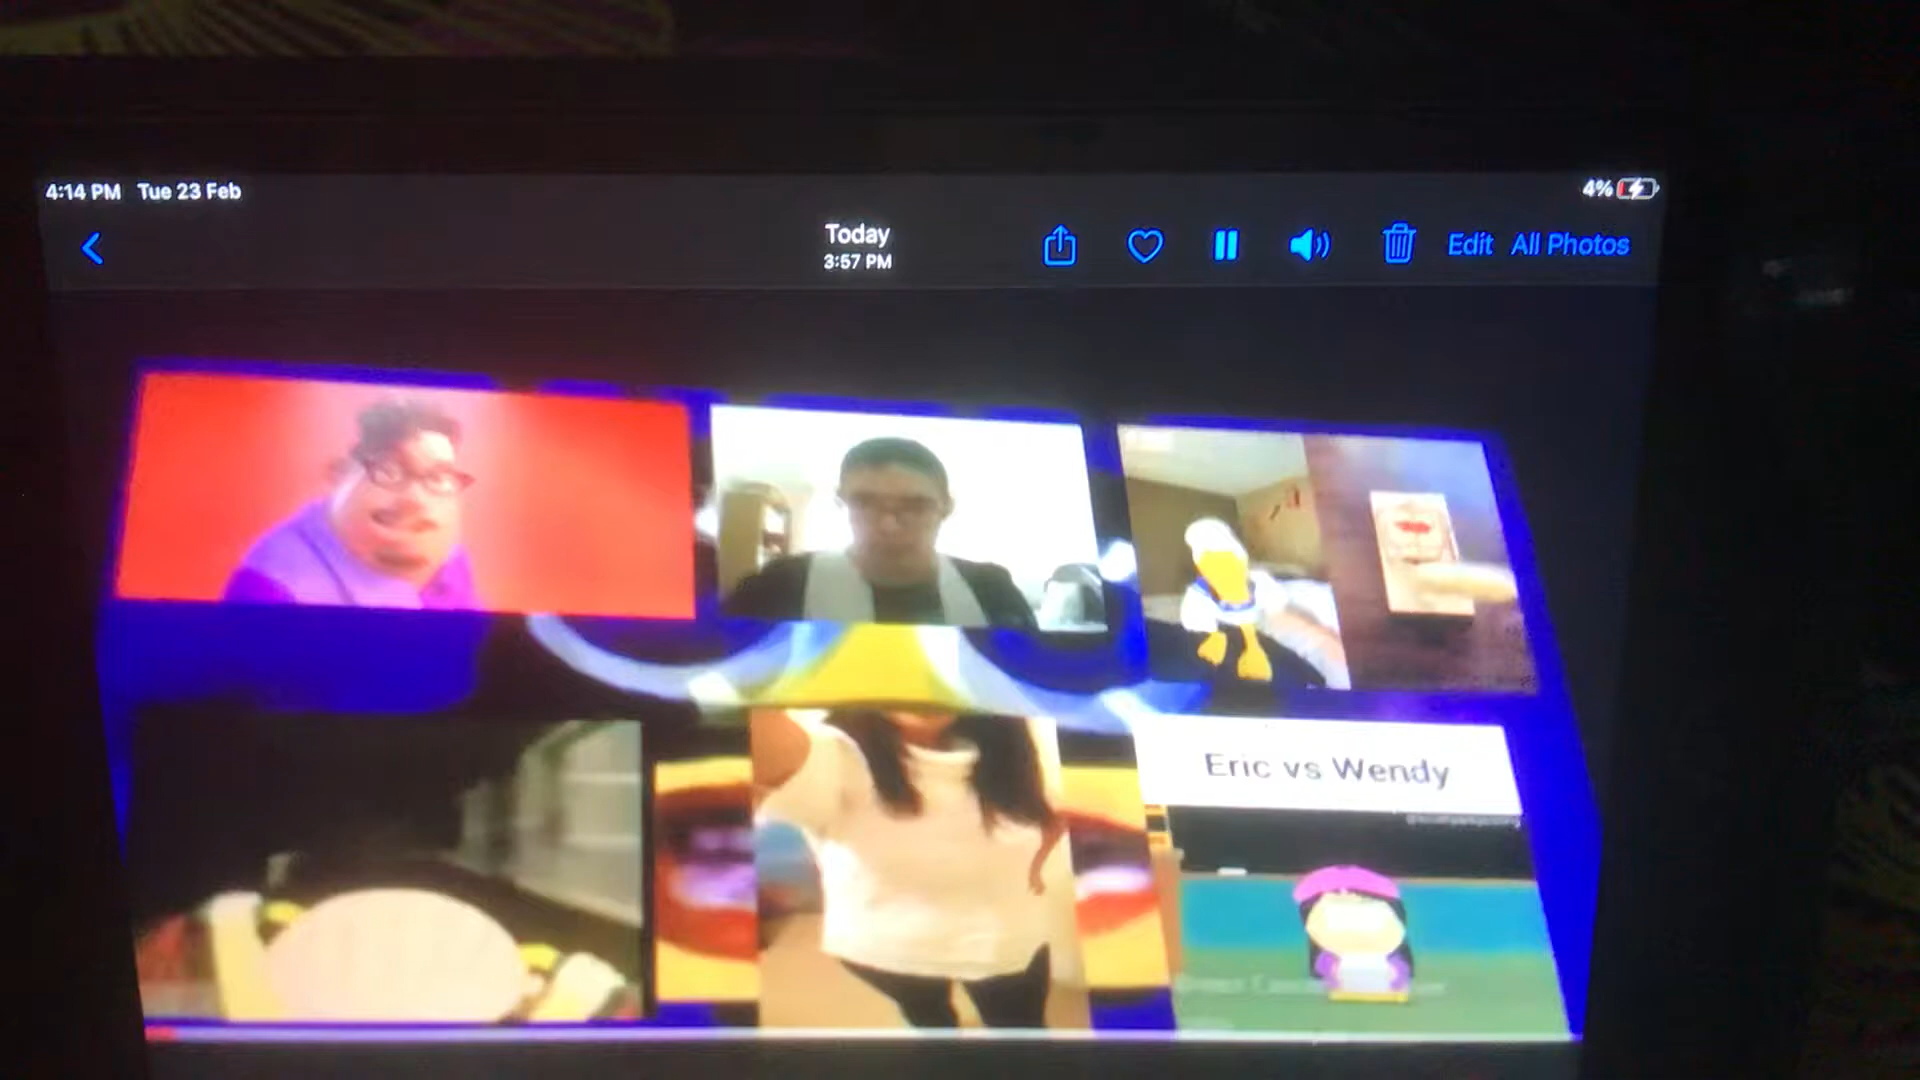 4:14 PM Tue 23 Feb
4%
Today
3:57 PM
Edit All Photos
Eric vs Wendy